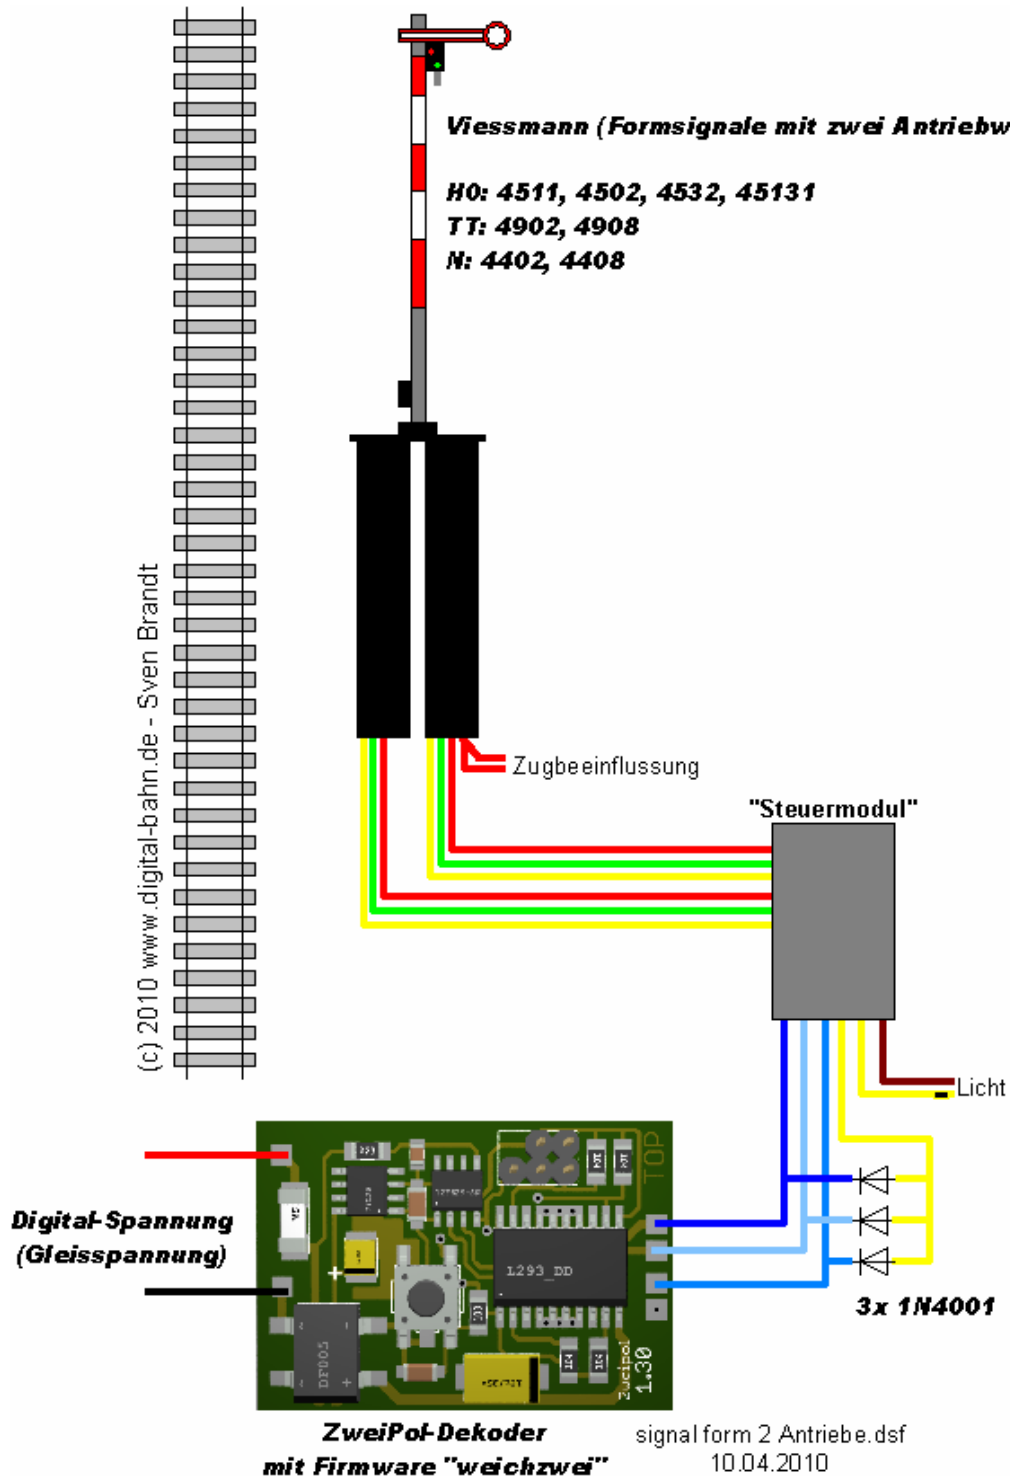 Viessmann (Formsignale mit zwei Antriebw
H0: 4511, 4502, 4532, 45131
TT: 4902, 4908
N: 4402, 4408
(c) 2010 www.digital-bahn.de - Sven Brandt
Zugbeeinflussung
"Steuermodul"
Licht
Digital-Spannung
(Gleisspannung)
TOP
L293_DD
DF005
Zweipol
1.30
3x 1N4001
ZweiPol-Dekoder
mit Firmware "weichzwei"
signal form 2 Antriebe.dsf
10.04.2010